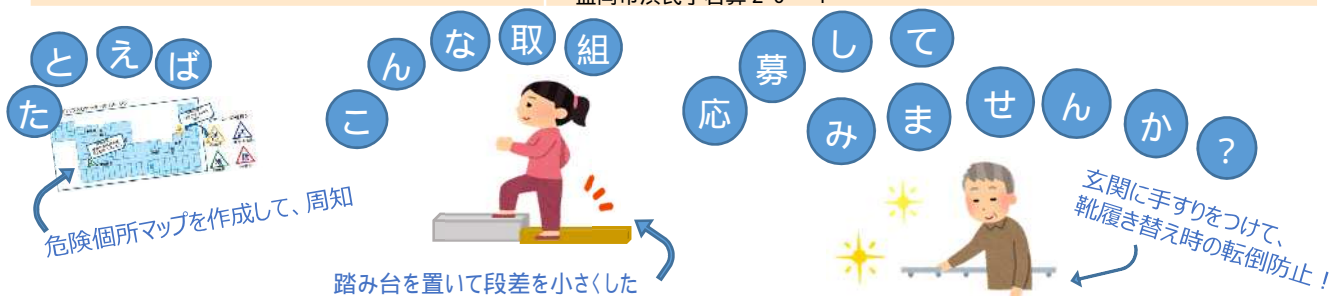 たとえば
こんな取組
応募して
みませんか？
危険個所マップを作成して、周知
踏み台を置いて段差を小さくした
玄関に手すりをつけて、
靴履き替え時の転倒防止！